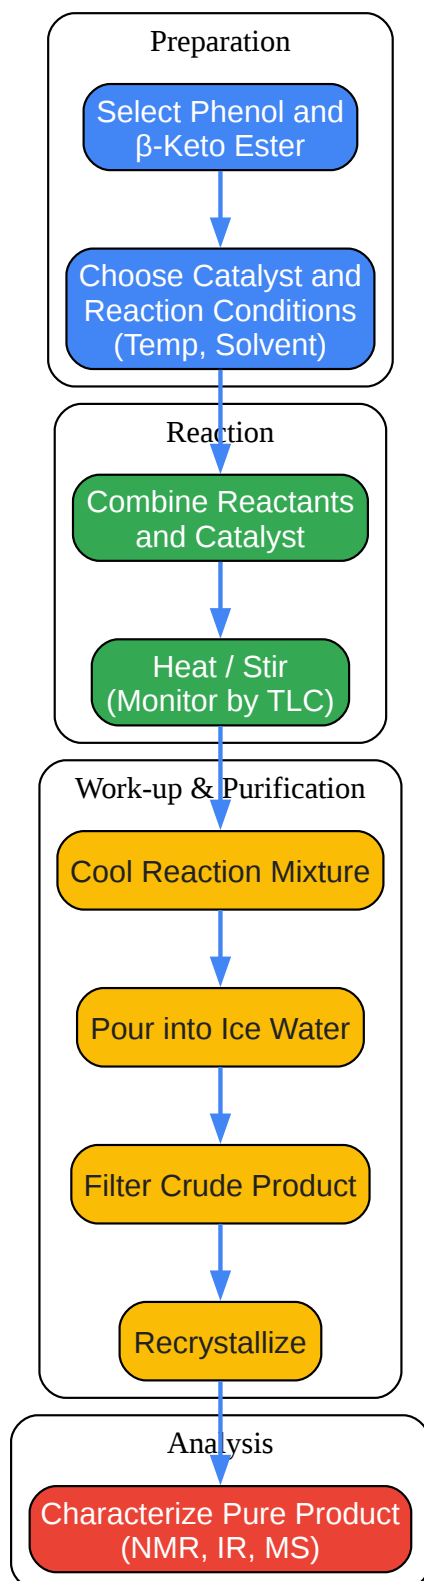 Preparation
Select Phenol and
β-Keto Ester
Choose Catalyst and
Reaction Conditions
(Temp, Solvent)
Reaction
Combine Reactants
and Catalyst
Heat / Stir
(Monitor by TLC)
Work-up & Purification
Cool Reaction Mixture
Pour into Ice Water
Filter Crude Product
Recrystallize
Analysis
Characterize Pure Product
(NMR, IR, MS)